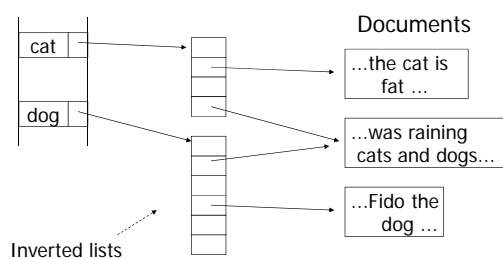 Documents
cat
...the cat is
fat ...
dog
...was raining
cats and dogs...
...Fido the
dog ...
Inverted lists